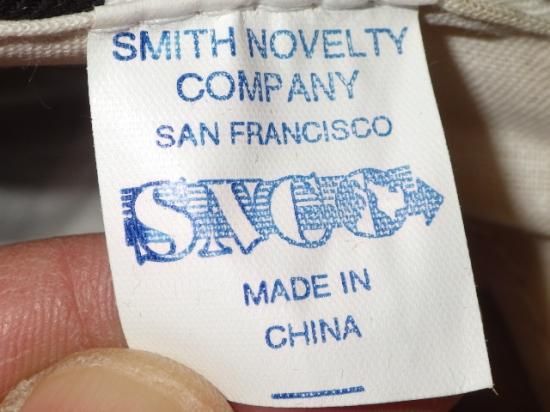 SMITH NOVELTY
COMPANY
SAN FRANCISCO
SNCO
MADE IN
CHINA